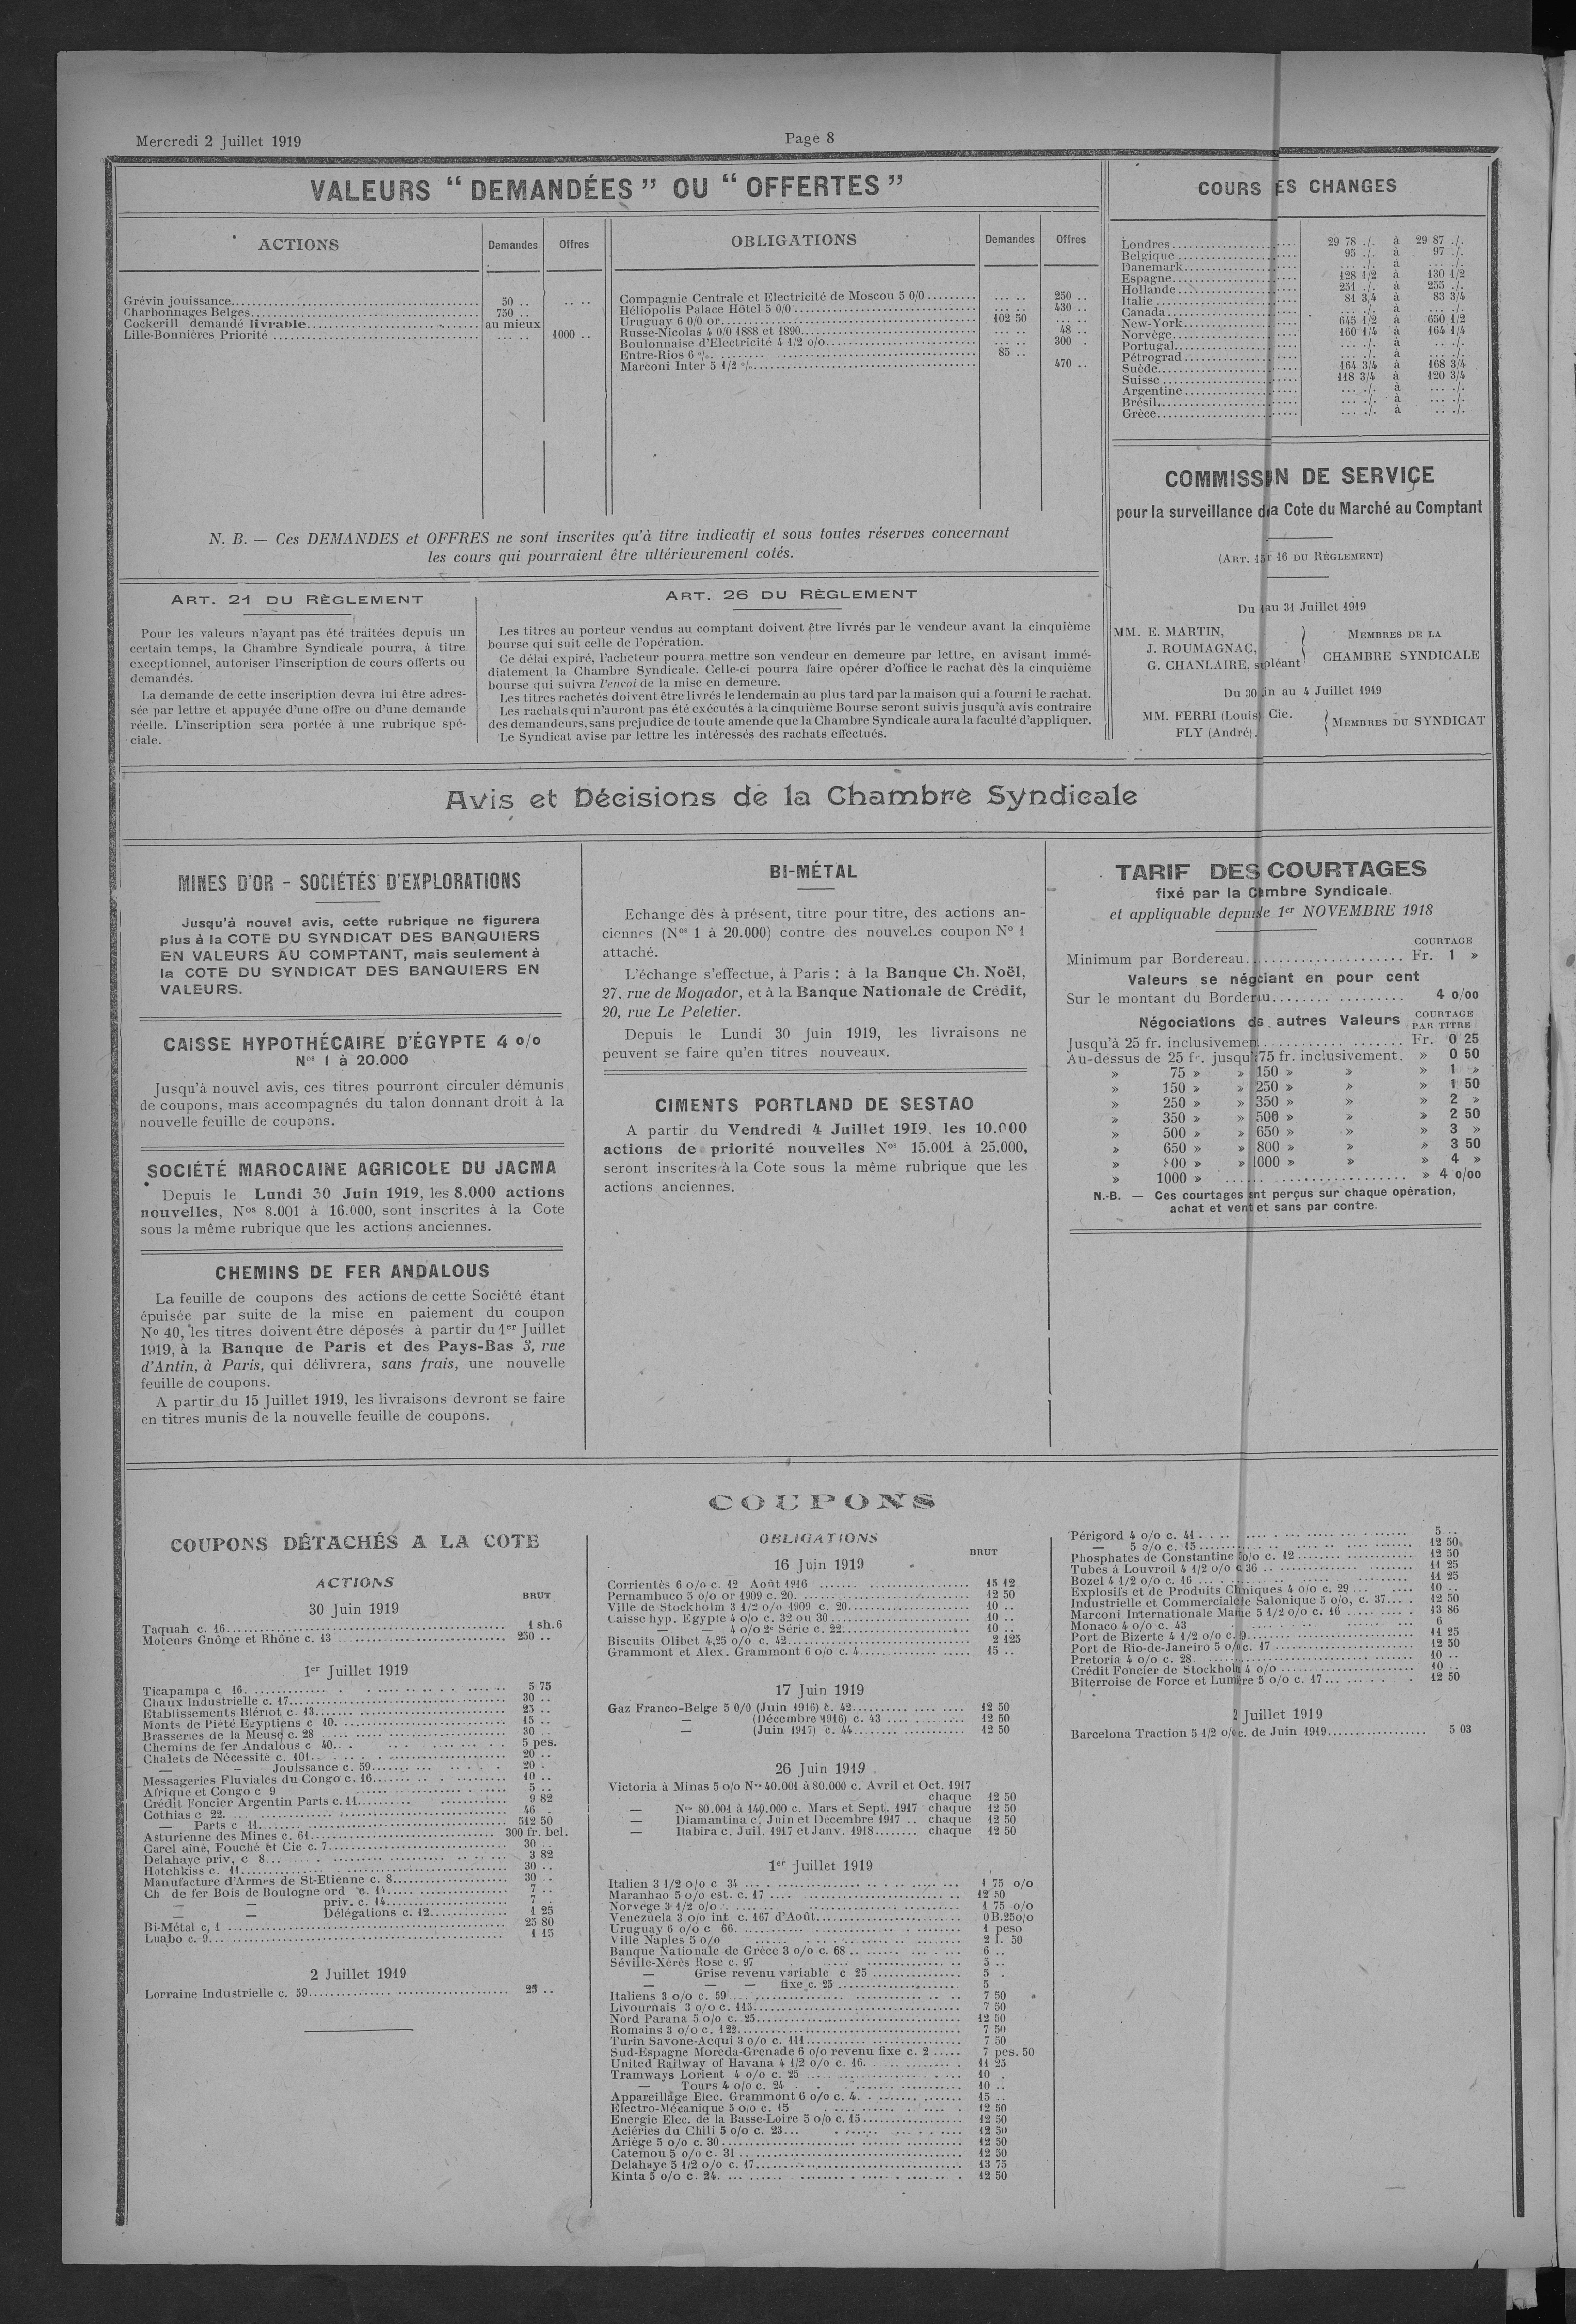 Mercredi 2 Juillet 1919
Page 8
VALEURS “ DEMANDÉES ” OU “ OFFERTES ”
ACTIONS Demandes Offres
Grévin jouissance 50 .. .. ..
Charbonnages Belges 750 ..
Cockerill demandé livrable au mieux
Lille-Bonnières Priorité ... .. 1000 ..
OBLIGATIONS Demandes Offres
Compagnie Centrale et Electricité de Moscou 5 0/0 ... .. 250 ..
Héliopolis Palace Hôtel 5 0/0 ... .. 430 ..
Uruguay 6 0/0 or 102 50 ... ..
Russe-Nicolas 4 0/0 1888 et 1890 ... .. 48 ..
Boulonnaise d'Electricité 4 1/2 o/o ... .. 300 .
Entre-Rios 6 % 85 ..
Marconi Inter 5 1/2 % 470 ..
N. B. — Ces DEMANDES et OFFRES ne sont inscrites qu'à titre indicatif et sous toutes réserves concernant
les cours qui pourraient être ultérieurement cotés.
ART. 21 DU RÈGLEMENT
Pour les valeurs n'ayant pas été traitées depuis un
certain temps, la Chambre Syndicale pourra, à titre
exceptionnel, autoriser l'inscription de cours offerts ou
demandés.
La demande de cette inscription devra lui être adres-
sée par lettre et appuyée d'une offre ou d'une demande
réelle. L'inscription sera portée à une rubrique spé-
ciale.
ART. 26 DU RÈGLEMENT
Les titres au porteur vendus au comptant doivent être livrés par le vendeur avant la cinquième
bourse qui suit celle de l'opération.
Ce délai expiré, l'acheteur pourra mettre son vendeur en demeure par lettre, en avisant immé-
diatement la Chambre Syndicale. Celle-ci pourra faire opérer d'office le rachat dès la cinquième
bourse qui suivra l'envoi de la mise en demeure.
Les titres rachetés doivent être livrés le lendemain au plus tard par la maison qui a fourni le rachat.
Les rachats qui n'auront pas été exécutés à la cinquième Bourse seront suivis jusqu'à avis contraire
des demandeurs, sans prejudice de toute amende que la Chambre Syndicale aura la faculté d'appliquer.
Le Syndicat avise par lettre les intéressés des rachats effectués.
COURS ES CHANGES
Londres 29 78 ./. à 29 87 ./.
Belgique 95 ./. à 97 ./.
Danemark ... ./. à ... ./.
Espagne 128 1/2 à 130 1/2
Hollande 251 ./. à 255 ./.
Italie 81 3/4 à 83 3/4
Canada ... ./. à ... ./.
New-York 645 1/2 à 650 1/2
Norvège 160 1/4 à 164 1/4
Portugal ... ./. à ... ./.
Pétrograd ... ./. à ... ./.
Suède 164 3/4 à 168 3/4
Suisse 118 3/4 à 120 3/4
Argentine ... ./. à ... ./.
Brésil ... ./. à ... ./.
Grèce ... ./. à .. ./.
COMMISS N DE SERVICE
pour la surveillance d a Cote du Marché au Comptant
(ART. 15 16 DU RÈGLEMENT)
Du 1 au 31 Juillet 1919
MM. E. MARTIN,
J. ROUMAGNAC,
G. CHANLAIRE, s pléant
MEMBRES DE LA
CHAMBRE SYNDICALE
Du 30 in au 4 Juillet 1919
MM. FERRI (Louis) Cie.
FLY (André).
MEMBRES DU SYNDICAT
Avis et Décisions de la Chambre Syndicale
MINES D'OR - SOCIÉTÉS D'EXPLORATIONS
Jusqu'à nouvel avis, cette rubrique ne figurera
plus à la COTE DU SYNDICAT DES BANQUIERS
EN VALEURS AU COMPTANT, mais seulement à
la COTE DU SYNDICAT DES BANQUIERS EN
VALEURS.
CAISSE HYPOTHÉCAIRE D'ÉGYPTE 4 o/o
Nos 1 à 20.000
Jusqu'à nouvel avis, ces titres pourront circuler démunis
de coupons, mais accompagnés du talon donnant droit à la
nouvelle feuille de coupons.
SOCIÉTÉ MAROCAINE AGRICOLE DU JACMA
Depuis le Lundi 30 Juin 1919, les 8.000 actions
nouvelles, Nos 8.001 à 16.000, sont inscrites à la Cote
sous la même rubrique que les actions anciennes.
CHEMINS DE FER ANDALOUS
La feuille de coupons des actions de cette Société étant
épuisée par suite de la mise en paiement du coupon
No 40, les titres doivent être déposés à partir du 1er Juillet
1919, à la Banque de Paris et des Pays-Bas 3, rue
d'Antin, à Paris, qui délivrera, sans frais, une nouvelle
feuille de coupons.
A partir du 15 Juillet 1919, les livraisons devront se faire
en titres munis de la nouvelle feuille de coupons.
BI-MÉTAL
Echange dès à présent, titre pour titre, des actions an-
ciennes (Nos 1 à 20.000) contre des nouvelles coupon No 1
attaché.
L'échange s'effectue, à Paris : à la Banque Ch. Noël,
27, rue de Mogador, et à la Banque Nationale de Crédit,
20, rue Le Peletier.
Depuis le Lundi 30 Juin 1919, les livraisons ne
peuvent se faire qu'en titres nouveaux.
CIMENTS PORTLAND DE SESTAO
A partir du Vendredi 4 Juillet 1919, les 10.000
actions de priorité nouvelles Nos 15.001 à 25.000,
seront inscrites à la Cote sous la même rubrique que les
actions anciennes.
TARIF DES COURTAGES
fixé par la C mbre Syndicale.
et appliquable depuis e 1er NOVEMBRE 1918
COURTAGE
Minimum par Bordereau Fr. 1 »
Valeurs se négociant en pour cent
Sur le montant du Borderau 4 o/oo
Négociations d s autres Valeurs COURTAGE PAR TITRE
Jusqu'à 25 fr. inclusivemen Fr. 0 25
Au-dessus de 25 fr. jusqu' 75 fr. inclusivement. » 0 50
» 75 » » 150 » » » 1 »
» 150 » » 250 » » » 1 50
» 250 » » 350 » » » 2 »
» 350 » » 500 » » » 2 50
» 500 » » 650 » » » 3 »
» 650 » » 800 » » » 3 50
» 800 » » 1000 » » » 4 »
» 1000 » » 4 o/oo
N.-B. — Ces courtages s nt perçus sur chaque opération,
achat et vent et sans par contre.
COUPONS
COUPONS DÉTACHÉS A LA COTE
ACTIONS
BRUT
30 Juin 1919
Taquah c. 16 1 sh.6
Moteurs Gnôme et Rhône c. 13 250 ..
1er Juillet 1919
Ticapampa c. 16 5 75
Chaux Industrielle c. 17 30 ..
Etablissements Blériot c. 13 25 ..
Monts de Piété Egyptiens c 10 15 ..
Brasseries de la Meuse c. 28 30 ..
Chemins de fer Andalous c 40 5 pes.
Chalets de Nécessité c. 101 20 ..
— — Jouissance c. 59 20 .
Messageries Fluviales du Congo c. 16 10 ..
Afrique et Congo c 9 5 ..
Crédit Foncier Argentin Parts c. 11 9 82
Cothias c 22 46 .
— Parts c 11 512 50
Asturienne des Mines c. 61 300 fr. bel.
Carel ainé, Fouché et Cie c. 7 30 ..
Delahaye priv, c 8 3 82
Hotchkiss c. 11 30 ..
Manufacture d'Armes de St-Etienne c. 8 30 .
Ch de fer Bois de Boulogne ord c. 14 7 ..
— — priv. c. 14 7 .
— — Délégations c. 12 1 25
Bi-Métal c, 1 25 80
Luabo c. 9 1 15
2 Juillet 1919
Lorraine Industrielle c. 59 25 ..
OBLIGATIONS
BRUT
16 Juin 1919
Corrientès 6 o/o c. 12 Août 1916 15 12
Pernambuco 5 o/o or 1909 c. 20 12 50
Ville de Stockholm 3 1/2 o/o 1909 c. 20 10 ..
Caisse hyp. Egypte 4 o/o c. 32 ou 30 10 ..
— — 4 o/o 2e Série c. 22 10 ..
Biscuits Olibet 4,25 o/o c. 42 2 125
Grammont et Alex. Grammont 6 o/o c. 4 15 ..
17 Juin 1919
Gaz Franco-Belge 5 0/0 (Juin 1916) c. 42 12 50
— (Décembre 1916) c. 43 12 50
— (Juin 1917) c. 44 12 50
26 Juin 1919
Victoria à Minas 5 o/o Nos 40.001 à 80.000 c. Avril et Oct. 1917
chaque 12 50
— Nos 80.001 à 140.000 c. Mars et Sept. 1917 chaque 12 50
— Diamantina c. Juin et Décembre 1917 .. chaque 12 50
— Itabira c. Juil. 1917 et Janv. 1918 chaque 12 50
1er Juillet 1919
Italien 3 1/2 o/o c 34 1 75 o/o
Maranhao 5 o/o est. c. 17 12 50
Norvege 3 1/2 o/o 1 75 o/o
Venezuela 3 o/o int c. 167 d'Août 0B.25o/o
Uruguay 6 o/o c 66 1 peso
Ville Naples 5 o/o 2 l. 50
Banque Nationale de Grèce 3 o/o c. 68 6 ..
Séville-Xérès Rose c. 97 5 ..
— Grise revenu variable c 25 5 .
— — — fixe c. 25 5
Italiens 3 o/o c. 59 7 50
Livournais 3 o/o c. 115 7 50
Nord Parana 5 o/o c. 25 12 50
Romains 3 o/o c. 122 7 50
Turin Savone-Acqui 3 o/o c. 111 7 50
Sud-Espagne Moreda-Grenade 6 o/o revenu fixe c. 2 7 pes. 50
United Railway of Havana 4 1/2 o/o c. 16 11 25
Tramways Lorient 4 o/o c. 25 10 .
— Tours 4 o/o c. 24 10 ..
Appareillage Elec. Grammont 6 o/o c. 4 15 ..
Electro-Mécanique 5 o/o c. 15 12 50
Energie Elec. de la Basse-Loire 5 o/o c. 15 12 50
Aciéries du Chili 5 o/o c. 23 12 50
Ariège 5 o/o c. 30 12 50
Catemou 5 o/o c. 31 12 50
Delahaye 5 1/2 o/o c. 17 13 75
Kinta 5 o/o c. 24 12 50
Périgord 4 o/o c. 41 5 ..
— 5 o/o c. 15 12 50
Phosphates de Constantine o/o c. 12 12 50
Tubes à Louvroil 4 1/2 o/o c 36 11 25
Bozel 4 1/2 o/o c. 16 11 25
Explosifs et de Produits Ch miques 4 o/o c. 29 10 ..
Industrielle et Commerciale e Salonique 5 o/o, c. 37 12 50
Marconi Internationale Ma ne 5 1/2 o/o c. 16 13 86
Monaco 4 o/o c. 43 6
Port de Bizerte 4 1/2 o/o c. 9 11 25
Port de Rio-de-Janeiro 5 o/o c. 17 12 50
Pretoria 4 o/o c. 28 10 ..
Crédit Foncier de Stockholm 4 o/o 10 ..
Biterroise de Force et Lumière 5 o/o c. 17 12 50
2 Juillet 1919
Barcelona Traction 5 1/2 o/o c. de Juin 1919 5 03